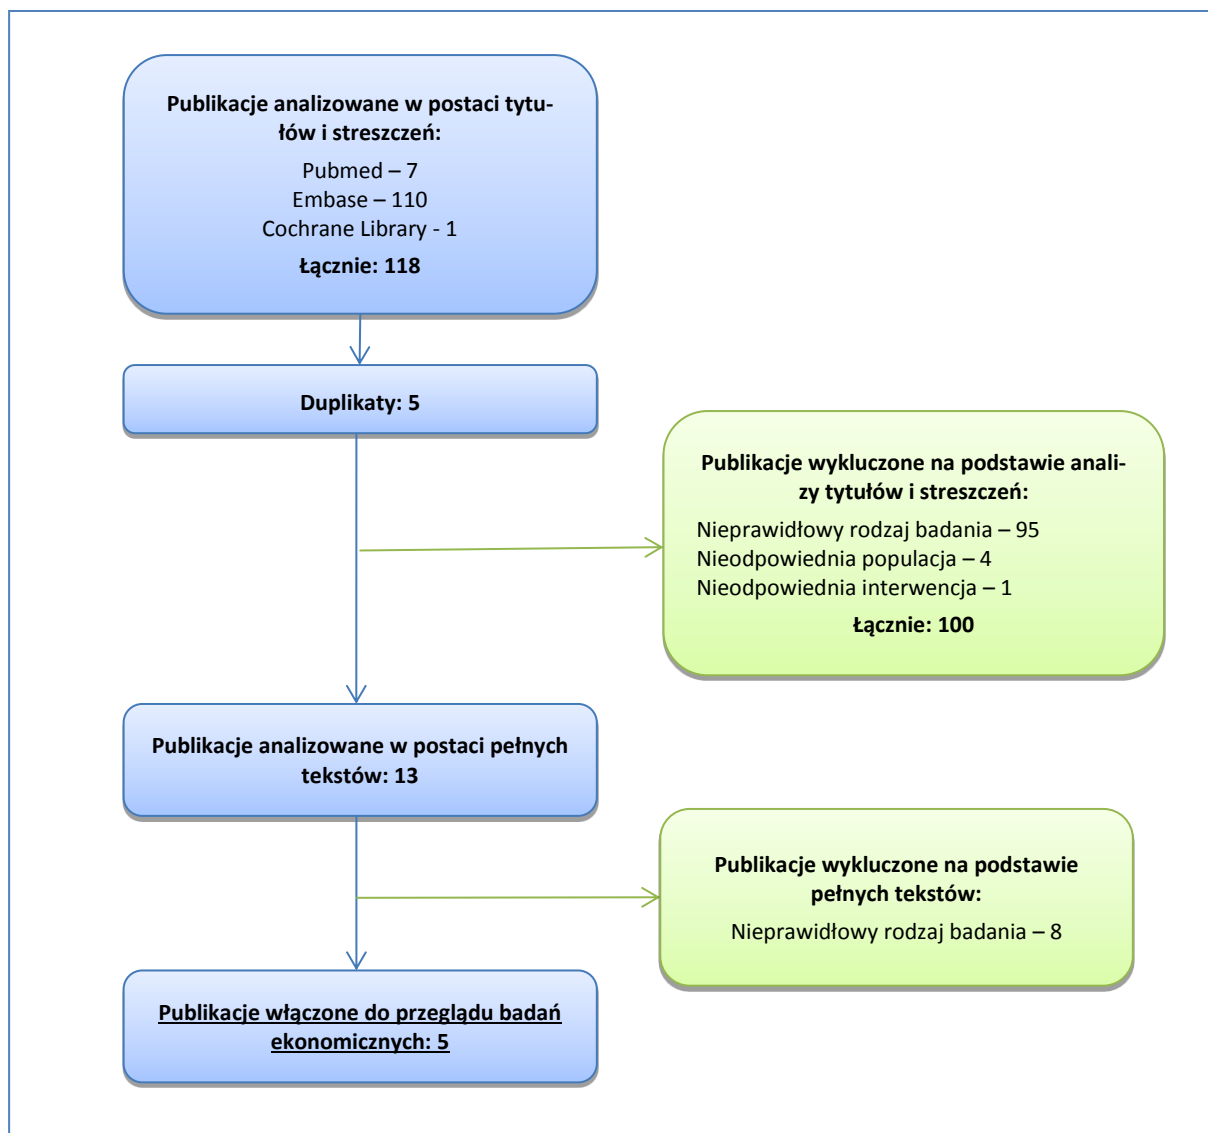 Publikacje analizowane w postaci tytu-
łów i streszczeń:
Pubmed – 7
Embase – 110
Cochrane Library - 1
Łącznie: 118
Duplikaty: 5
Publikacje wykluczone na podstawie anali-
zy tytułów i streszczeń:
Nieprawidłowy rodzaj badania – 95
Nieodpowiednia populacja – 4
Nieodpowiednia interwencja – 1
Łącznie: 100
Publikacje analizowane w postaci pełnych
tekstów: 13
Publikacje wykluczone na podstawie
pełnych tekstów:
Nieprawidłowy rodzaj badania – 8
Publikacje włączone do przeglądu badań
ekonomicznych: 5